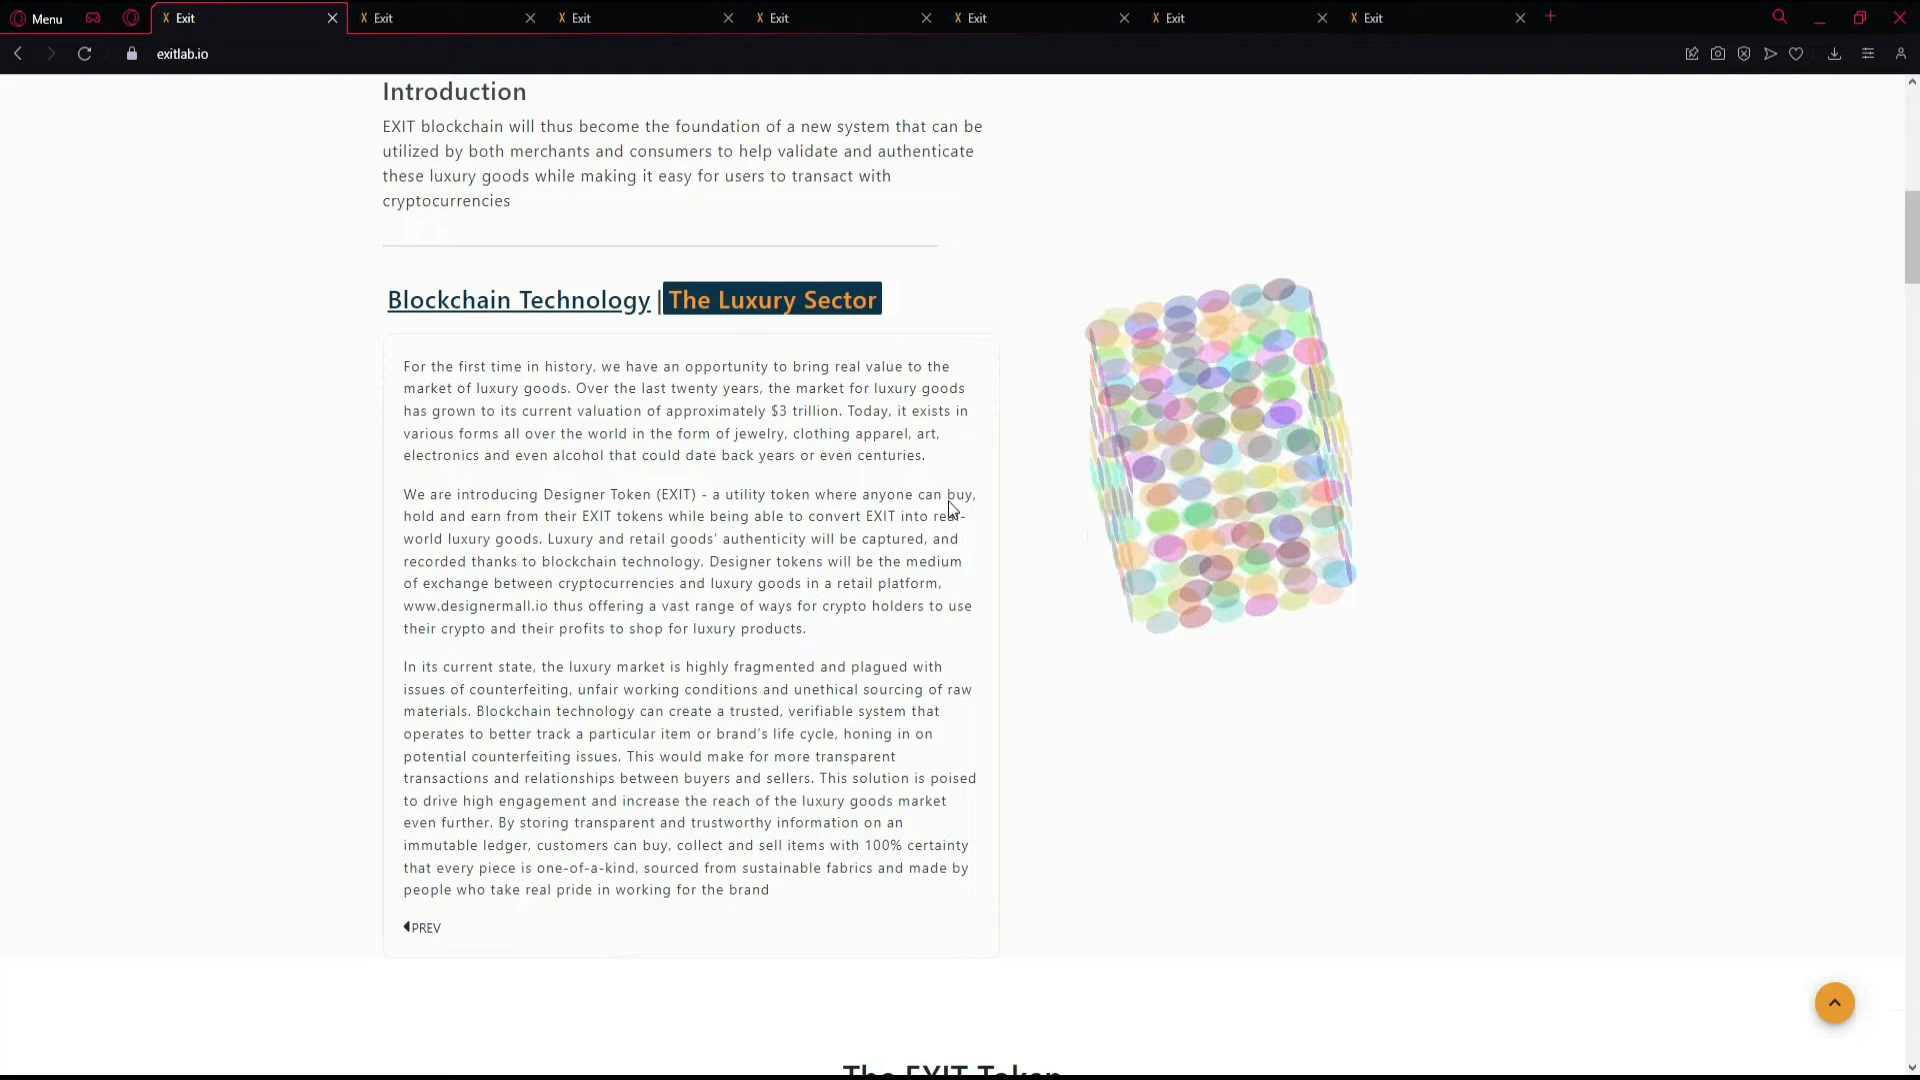 Menu
Exit
Exit
Exit
Exit
Exit
Exit
Exit
exitlab.io
Introduction
EXIT blockchain will thus become the foundation of a new system that can be
utilized by both merchants and consumers to help validate and authenticate
these luxury goods while making it easy for users to transact with
cryptocurrencies
Blockchain Technology | The Luxury Sector
For the first time in history, we have an opportunity to bring real value to the
market of luxury goods. Over the last twenty years, the market for luxury goods
has grown to its current valuation of approximately $3 trillion. Today, it exists in
various forms all over the world in the form of jewelry, clothing apparel, art,
electronics and even alcohol that could date back years or even centuries.
We are introducing Designer Token (EXIT) - a utility token where anyone can buy,
hold and earn from their EXIT tokens while being able to convert EXIT into real-
world luxury goods. Luxury and retail goods' authenticity will be captured, and
recorded thanks to blockchain technology. Designer tokens will be the medium
of exchange between cryptocurrencies and luxury goods in a retail platform,
www.designermall.io thus offering a vast range of ways for crypto holders to use
their crypto and their profits to shop for luxury products.
In its current state, the luxury market is highly fragmented and plagued with
issues of counterfeiting, unfair working conditions and unethical sourcing of raw
materials. Blockchain technology can create a trusted, verifiable system that
operates to better track a particular item or brand's life cycle, honing in on
potential counterfeiting issues. This would make for more transparent
transactions and relationships between buyers and sellers. This solution is poised
to drive high engagement and increase the reach of the luxury goods market
even further. By storing transparent and trustworthy information on an
immutable ledger, customers can buy, collect and sell items with 100% certainty
that every piece is one-of-a-kind, sourced from sustainable fabrics and made by
people who take real pride in working for the brand
PREV
The EXIT Token